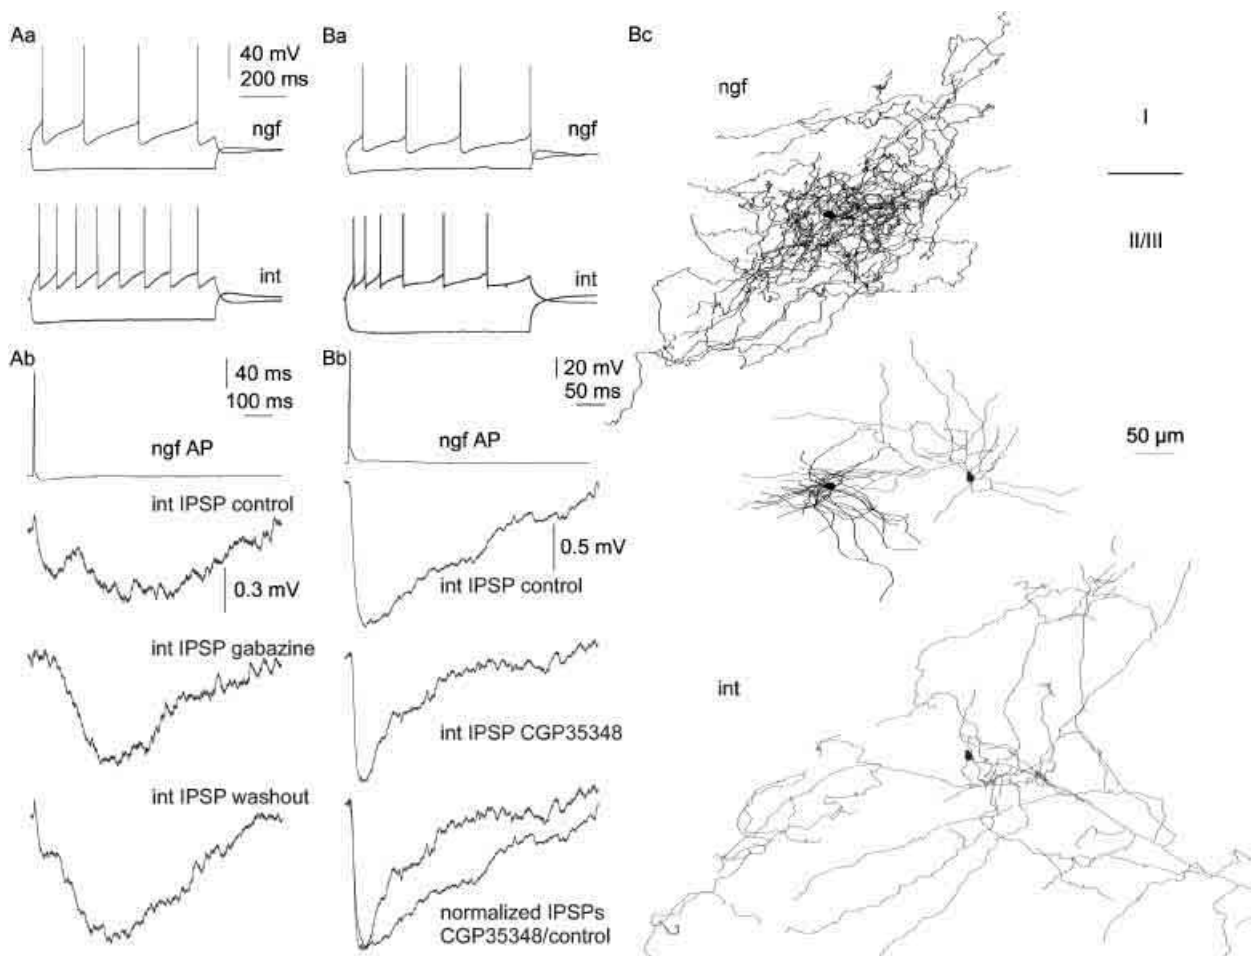 Aa
40 mV
200 ms
ngf
int
Ba
ngf
int
Ab
40 ms
100 ms
ngf AP
int IPSP control
0.3 mV
int IPSP gabazine
int IPSP washout
Bb
20 mV
50 ms
ngf AP
0.5 mV
int IPSP control
int IPSP CGP35348
normalized IPSPs
CGP35348/control
Bc
ngf
I
II/III
50 µm
int